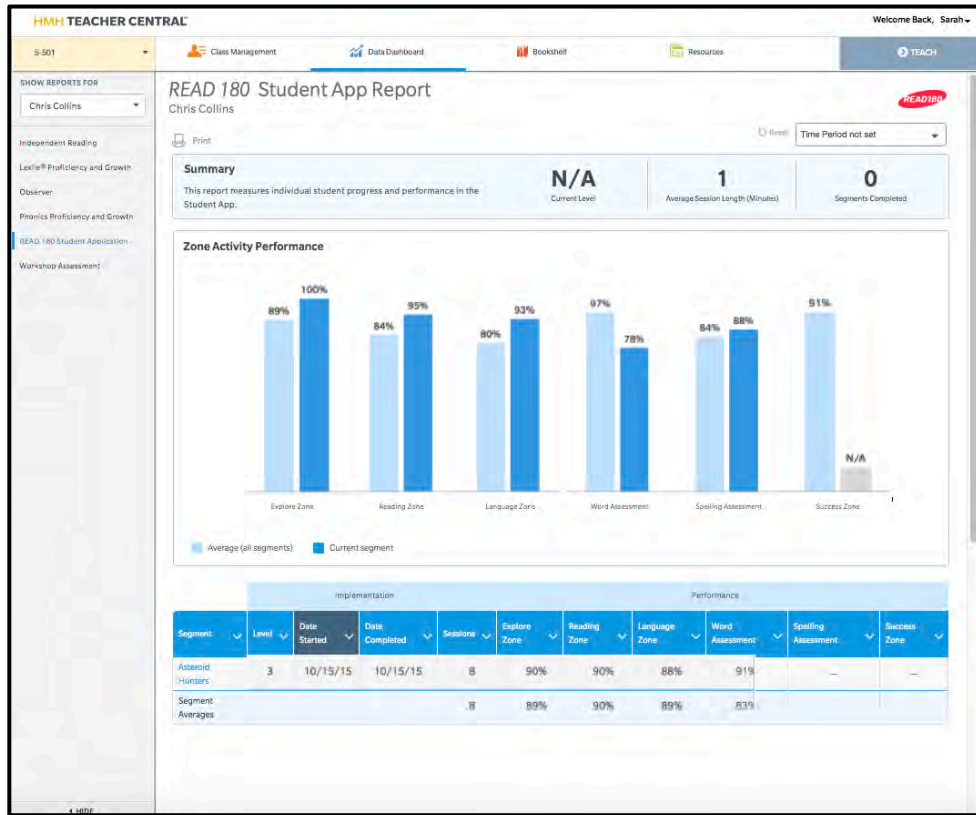 HMH TEACHER CENTRAL
Welcome Back, Sarah
5-501
Class Management
Data Dashboard
Bookshelf
Resources
TEACH
SHOW REPORTS FOR
Chris Collins
Independent Reading
Lexile® Proficiency and Growth
Observer
Phonics Proficiency and Growth
READ 180 Student Application
Workshop Assessment
HIDE
READ 180 Student App Report
Chris Collins
READ180
Print
Reset
Time Period not set
Summary
This report measures individual student progress and performance in the
Student App.
N/A
Current Level
1
Average Session Length (Minutes)
0
Segments Completed
Zone Activity Performance
89% 100%
84% 95%
80% 93%
97% 78%
84% 88%
91% N/A
Explore Zone Reading Zone Language Zone Word Assessment Spelling Assessment Success Zone
Average (all segments) Current segment
Implementation Performance
Segment Level Date Started Date Completed Sessions Explore Zone Reading Zone Language Zone Word Assessment Spelling Assessment Success Zone
Asteroid Hunters 3 10/15/15 10/15/15 8 90% 90% 88% 91% — —
Segment Averages 8 89% 90% 89% 83%